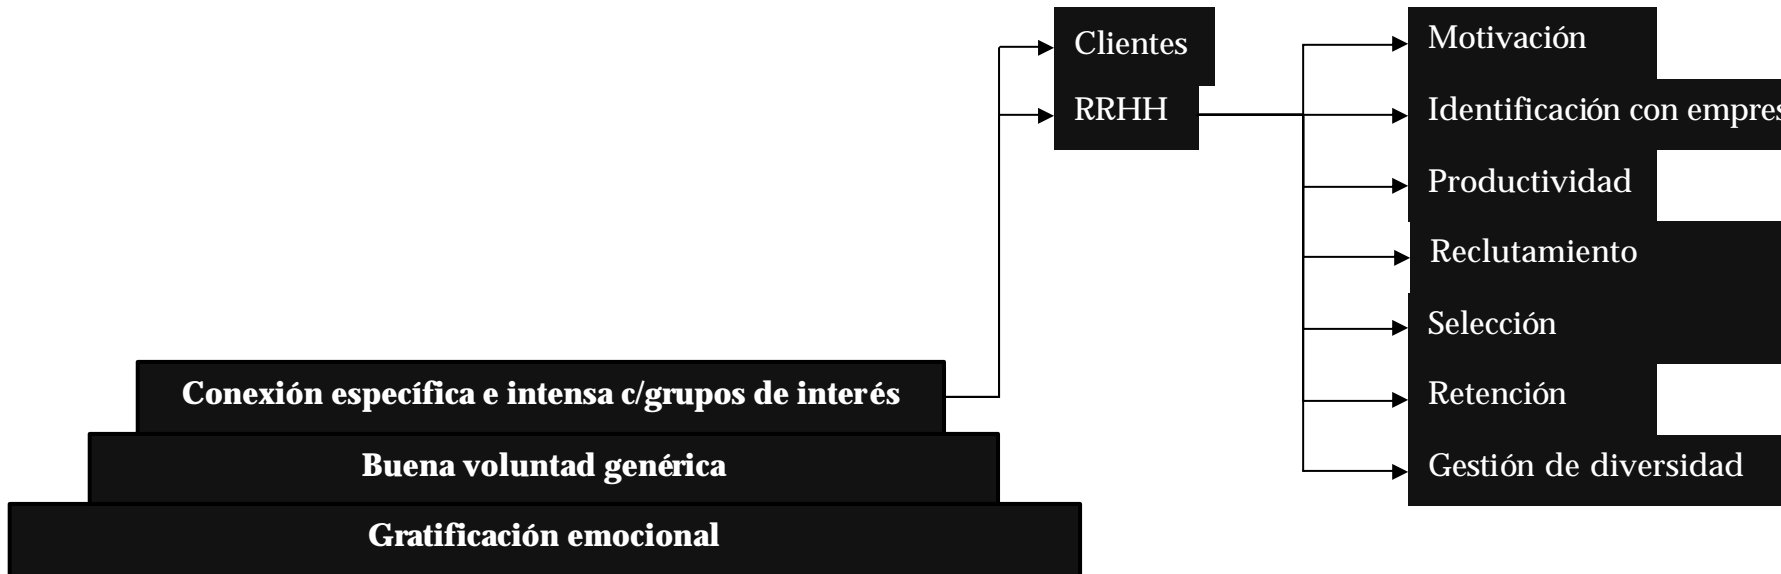 Clientes
RRHH
Motivación
Identificación con empres
Productividad
Reclutamiento
Selección
Retención
Gestión de diversidad
Conexión específica e intensa c/grupos de interés
Buena voluntad genérica
Gratificación emocional